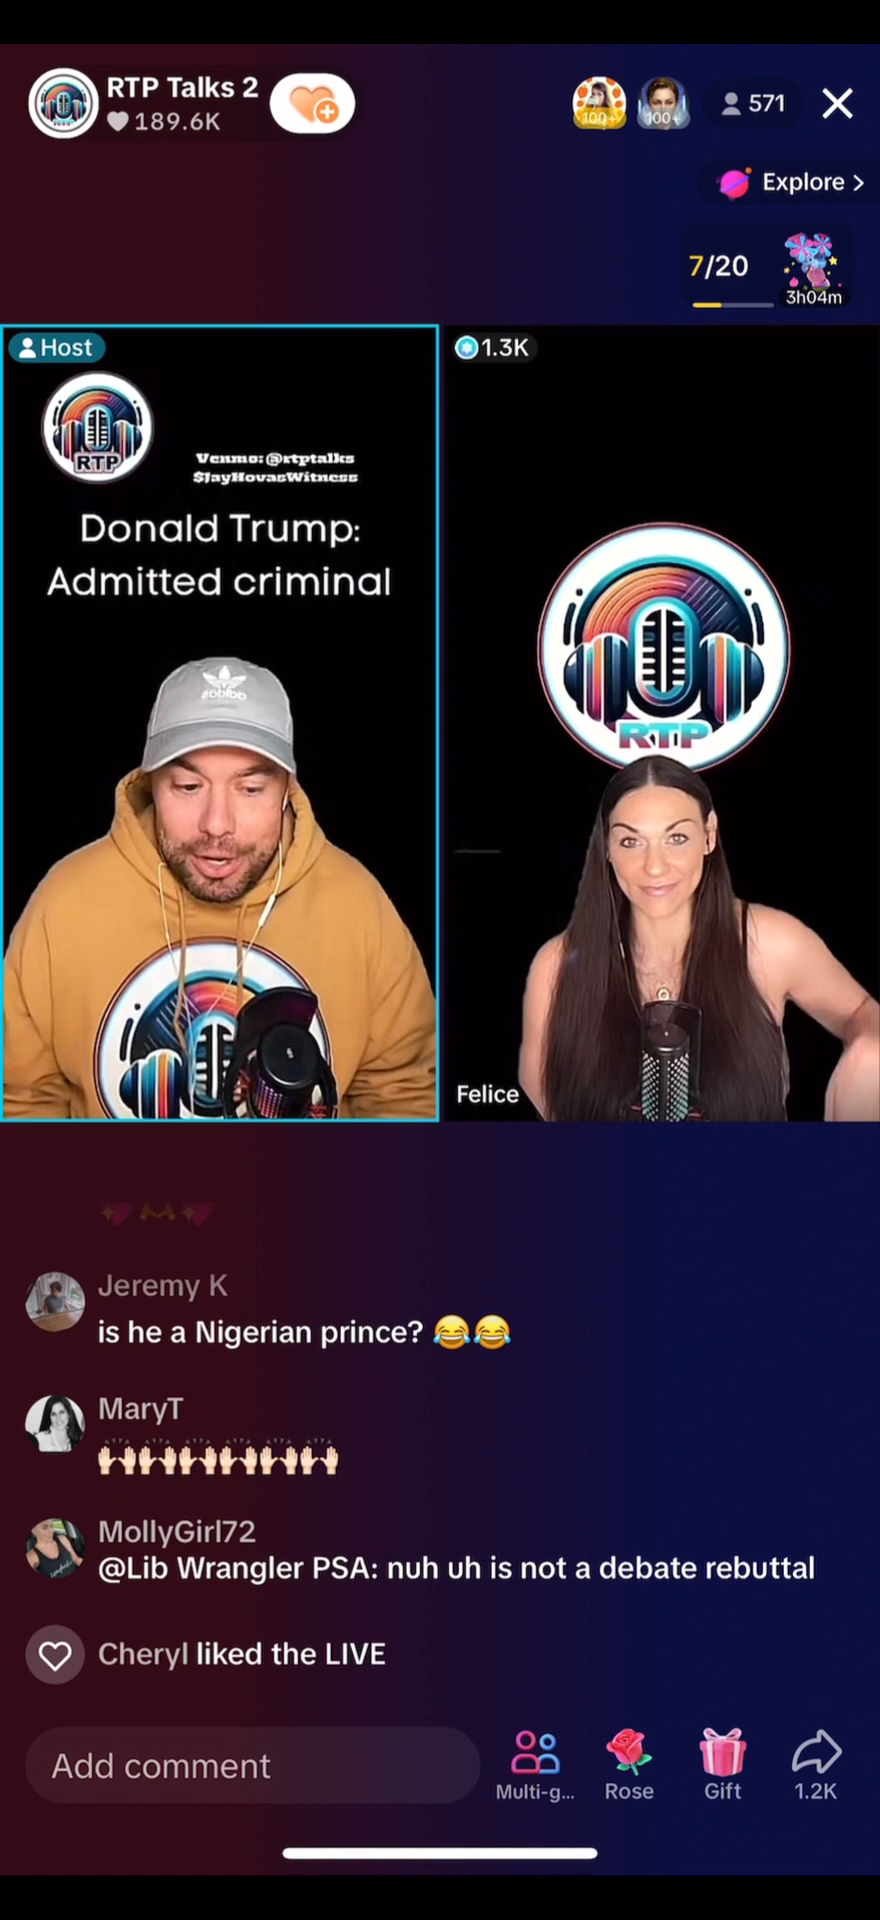 RTP Talks 2
189.6K
100+
100+
571
Explore >
7/20
3h04m
Host
1.3K
RTP
Venmo: @rtptalks
$JayHovasWitness
Donald Trump:
Admitted criminal
RTP
Felice
Jeremy K
is he a Nigerian prince? 😂😂
MaryT
🙌🏻🙌🏻🙌🏻🙌🏻🙌🏻🙌🏻
MollyGirl72
@Lib Wrangler PSA: nuh uh is not a debate rebuttal
Cheryl liked the LIVE
Add comment
Multi-g...
Rose
Gift
1.2K